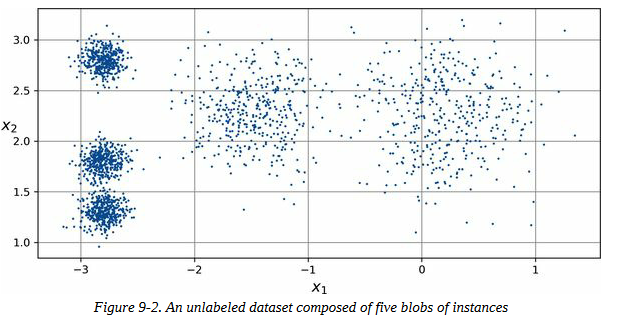 3.0
2.5
x2
2.0
1.5
1.0
−3 −2 −1 0 1
x1
Figure 9-2. An unlabeled dataset composed of five blobs of instances